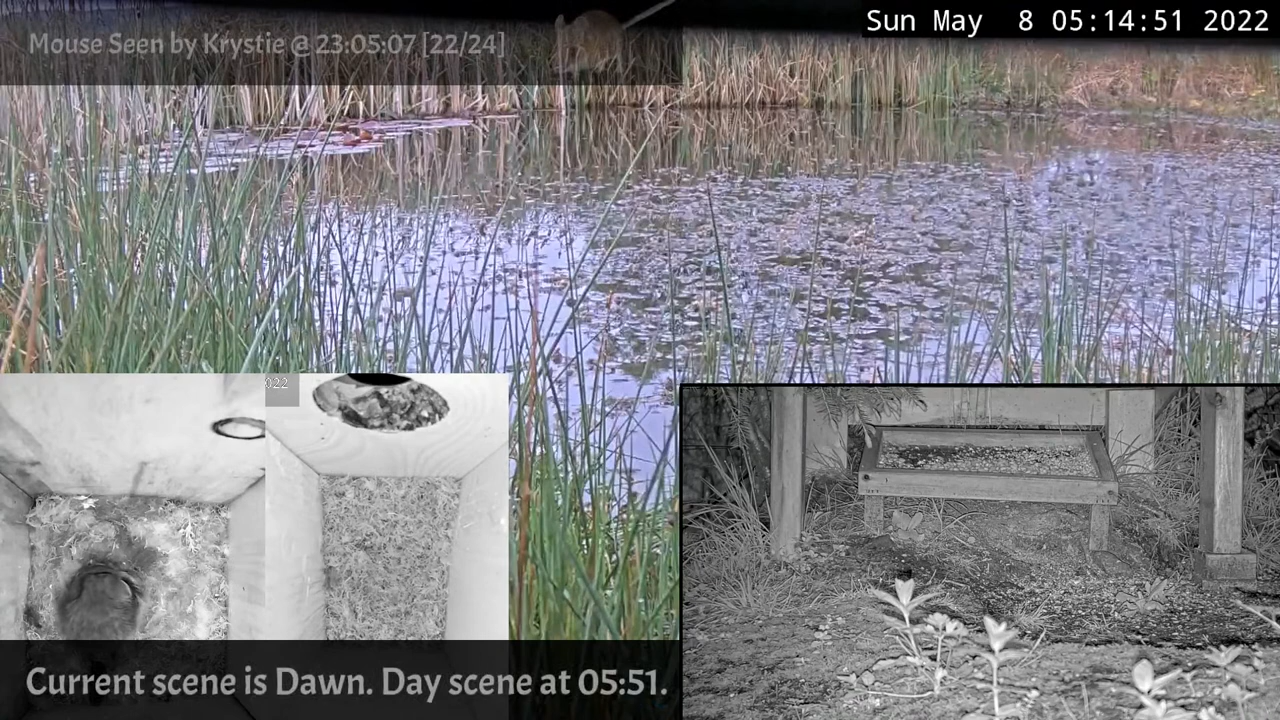 Sun May 8 05:14:51 2022
Mouse Seen by Krystie @ 23:05:07 [22/24]
022
Current scene is Dawn. Day scene at 05:51.